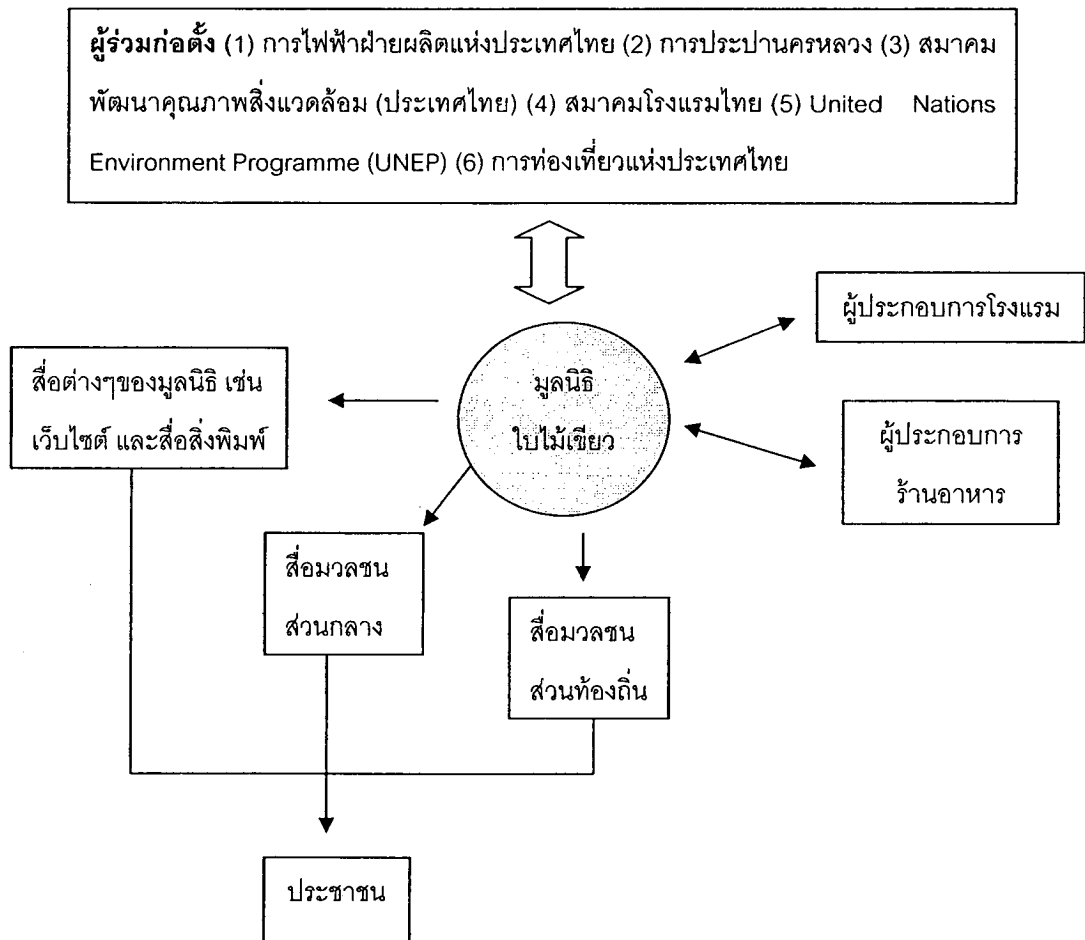 ผู้ร่วมก่อตั้ง (1) การไฟฟ้าฝ่ายผลิตแห่งประเทศไทย (2) การประปานครหลวง (3) สมาคม
พัฒนาคุณภาพสิ่งแวดล้อม (ประเทศไทย) (4) สมาคมโรงแรมไทย (5) United Nations
Environment Programme (UNEP) (6) การท่องเที่ยวแห่งประเทศไทย
ผู้ประกอบการโรงแรม
สื่อต่างๆของมูลนิธิ เช่น
เว็บไซต์ และสื่อสิ่งพิมพ์
มูลนิธิ
ใบไม้เขียว
ผู้ประกอบการ
ร้านอาหาร
สื่อมวลชน
ส่วนกลาง
สื่อมวลชน
ส่วนท้องถิ่น
ประชาชน